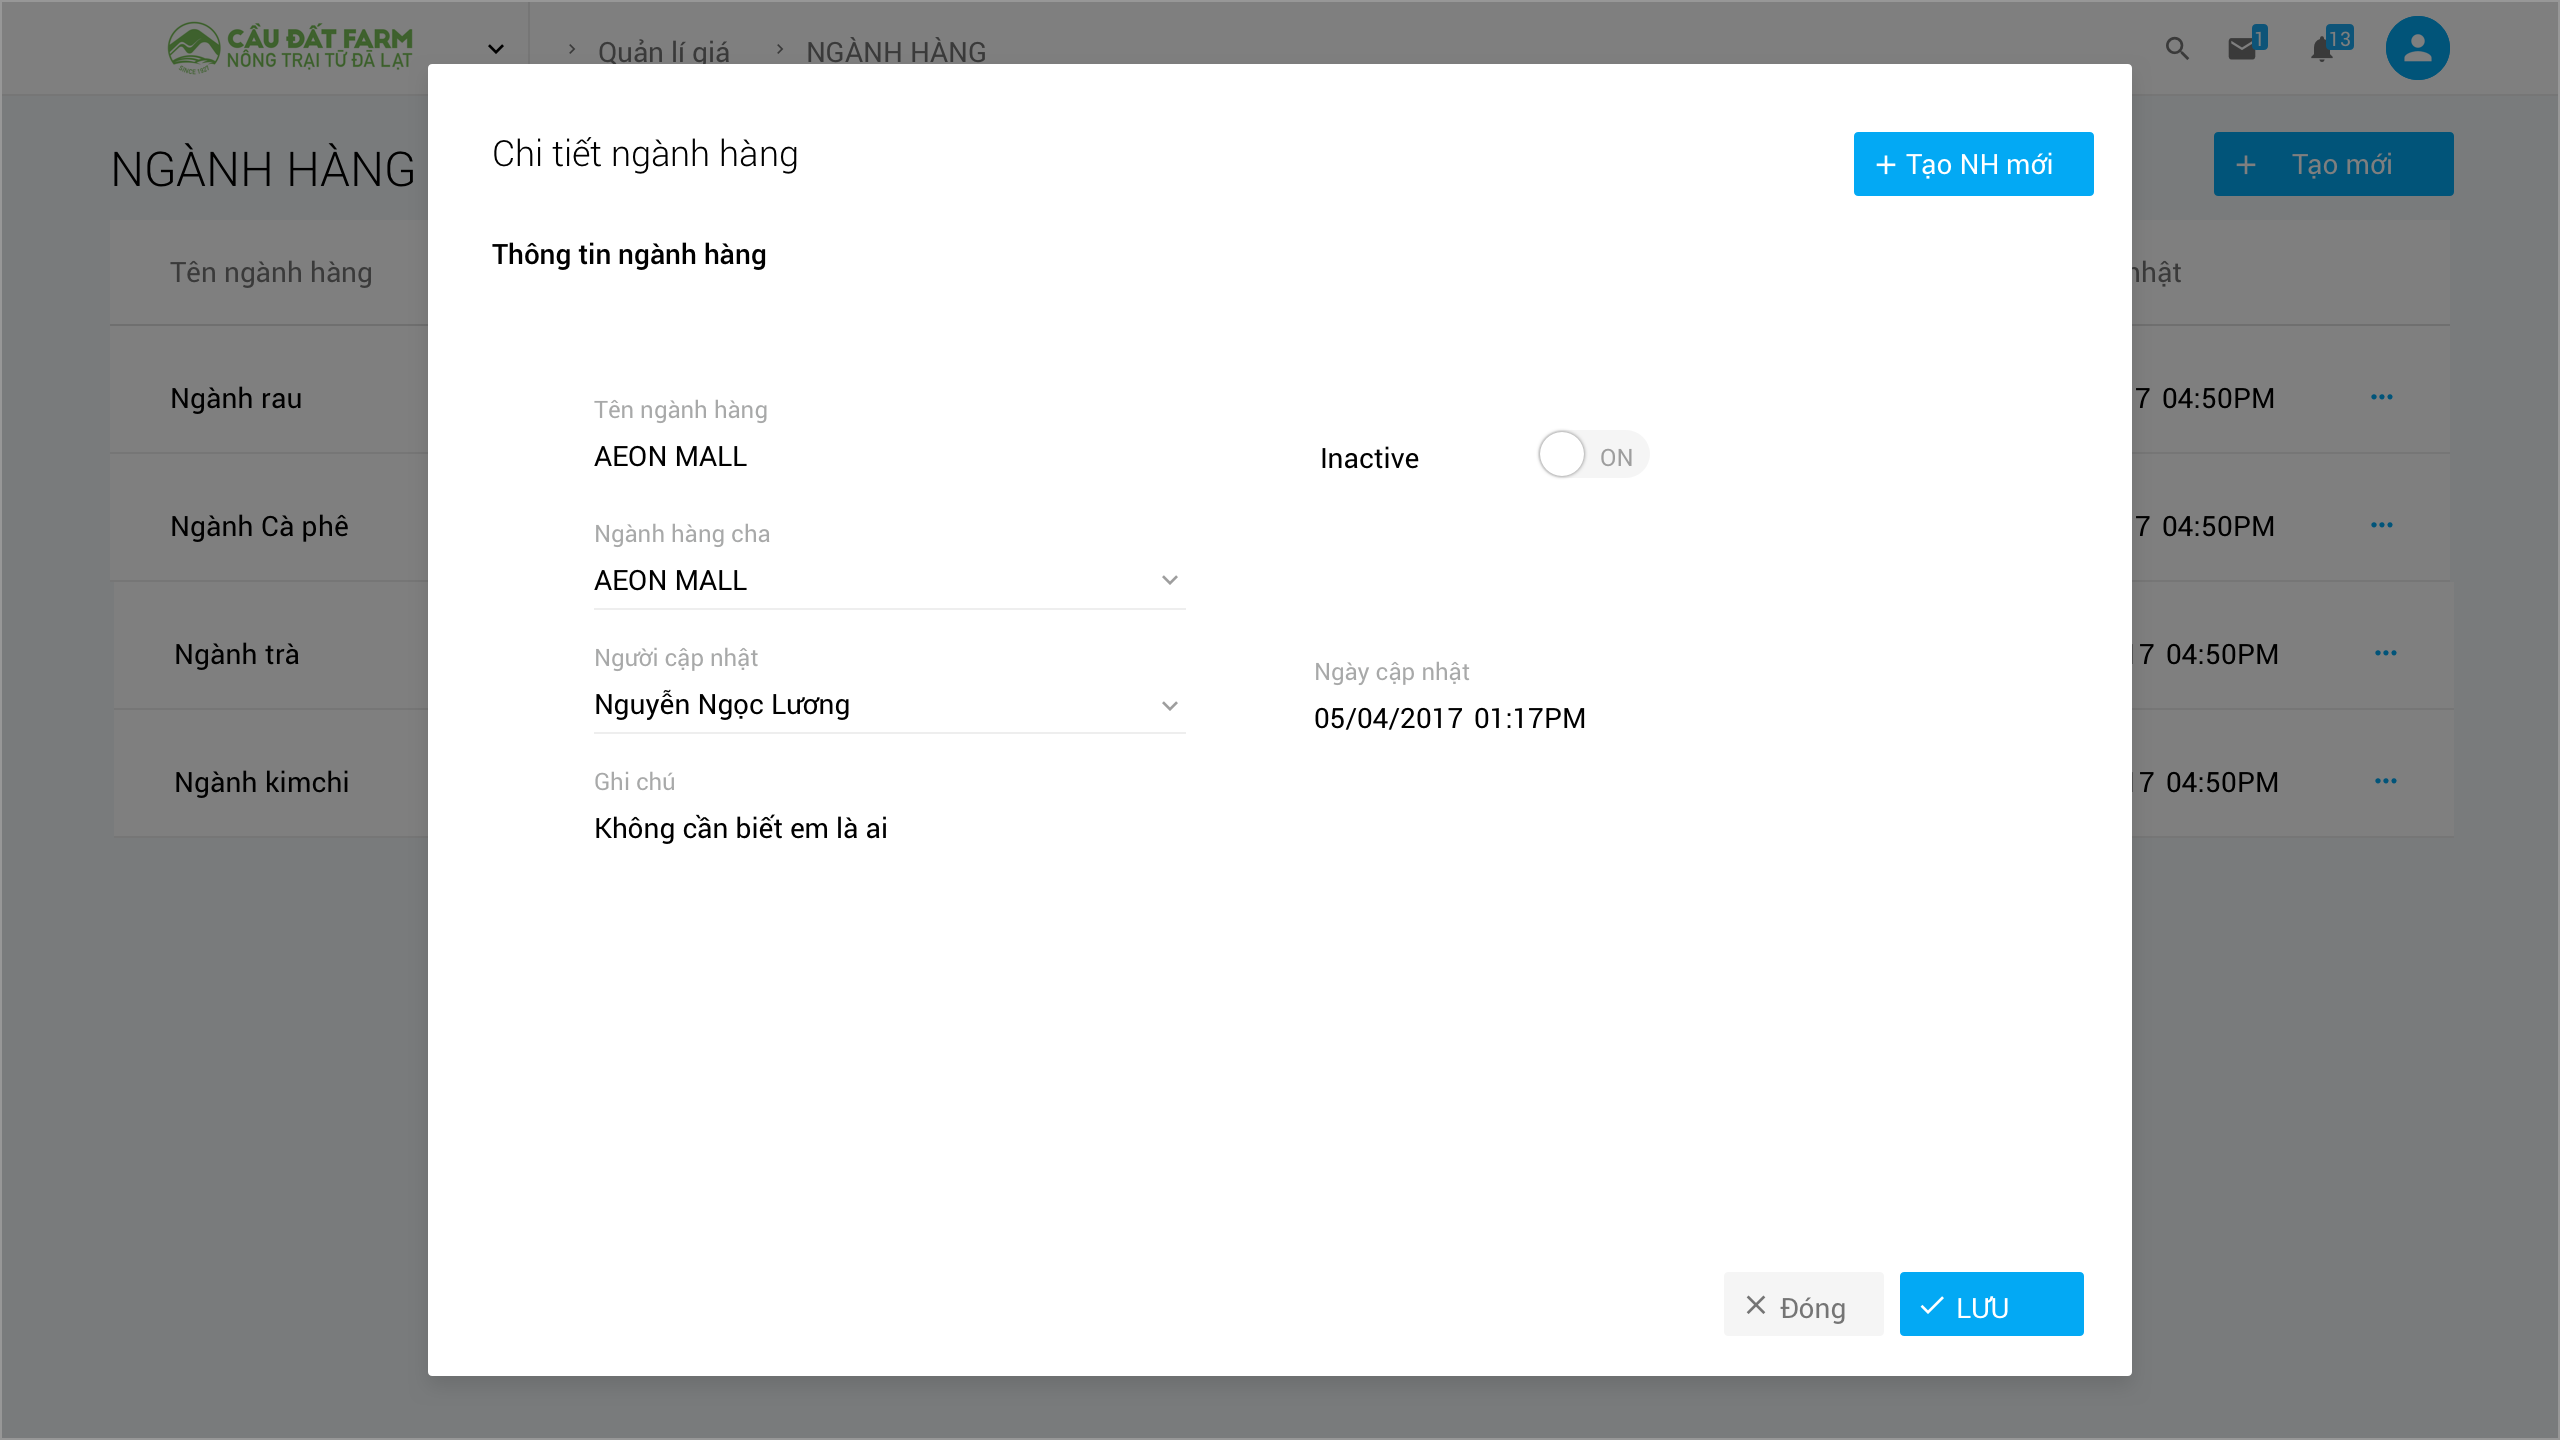 CẦU ĐẤT FARM
NÔNG TRẠI TỪ ĐÀ LẠT
SINCE 1927
Quản lí giá
NGÀNH HÀNG
1
13
NGÀNH HÀNG
Tạo mới
Chi tiết ngành hàng
Tạo NH mới
Thông tin ngành hàng
Tên ngành hàng
nhật
Ngành rau
7 04:50PM
Ngành Cà phê
7 04:50PM
Ngành trà
17 04:50PM
Ngành kimchi
17 04:50PM
Tên ngành hàng
AEON MALL
Inactive
ON
Ngành hàng cha
AEON MALL
Người cập nhật
Nguyễn Ngọc Lương
Ngày cập nhật
05/04/2017 01:17PM
Ghi chú
Không cần biết em là ai
Đóng
LƯU